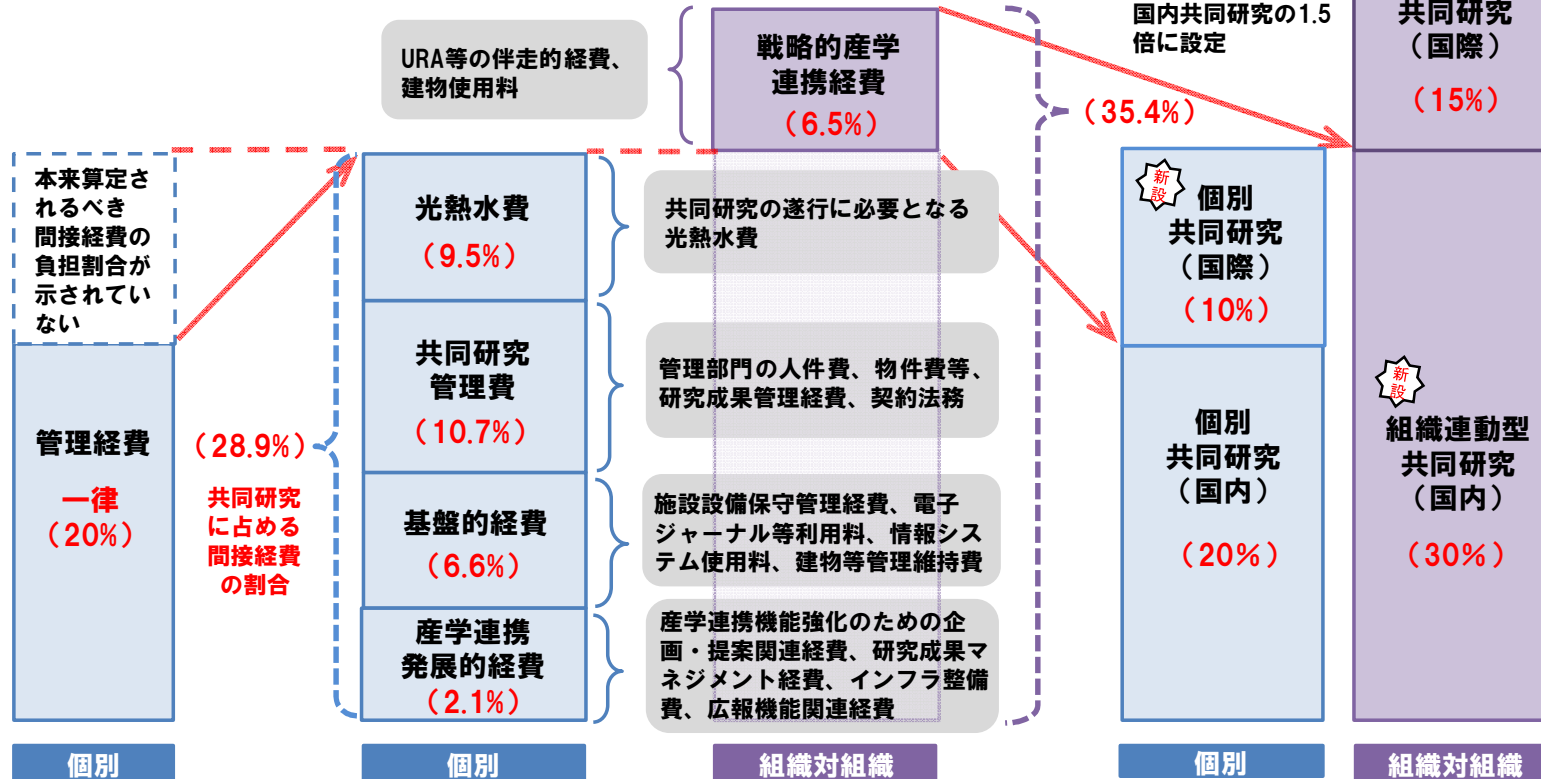 本来算定さ
れるべき
間接経費の
負担割合が
示されてい
ない
管理経費
一律
(20%)
個別
(28.9%)
共同研究
に占める
間接経費
の割合
光熱水費
(9.5%)
共同研究
管理費
(10.7%)
基盤的経費
(6.6%)
産学連携
発展的経費
(2.1%)
個別
URA等の伴走的経費、
建物使用料
共同研究の遂行に必要となる
光熱水費
管理部門の人件費、物件費等、
研究成果管理経費、契約法務
施設設備保守管理経費、電子
ジャーナル等利用料、情報シス
テム使用料、建物等管理維持費
産学連携機能強化のための企
画・提案関連経費、研究成果マ
ネジメント経費、インフラ整備
費、広報機能関連経費
戦略的産学
連携経費
(6.5%)
組織対組織
(35.4%)
国内共同研究の1.5
倍に設定
新
設
個別
共同研究
(国際)
(10%)
個別
共同研究
(国内)
(20%)
個別
共同研究
(国際)
(15%)
新
設
組織連動型
共同研究
(国内)
(30%)
組織対組織